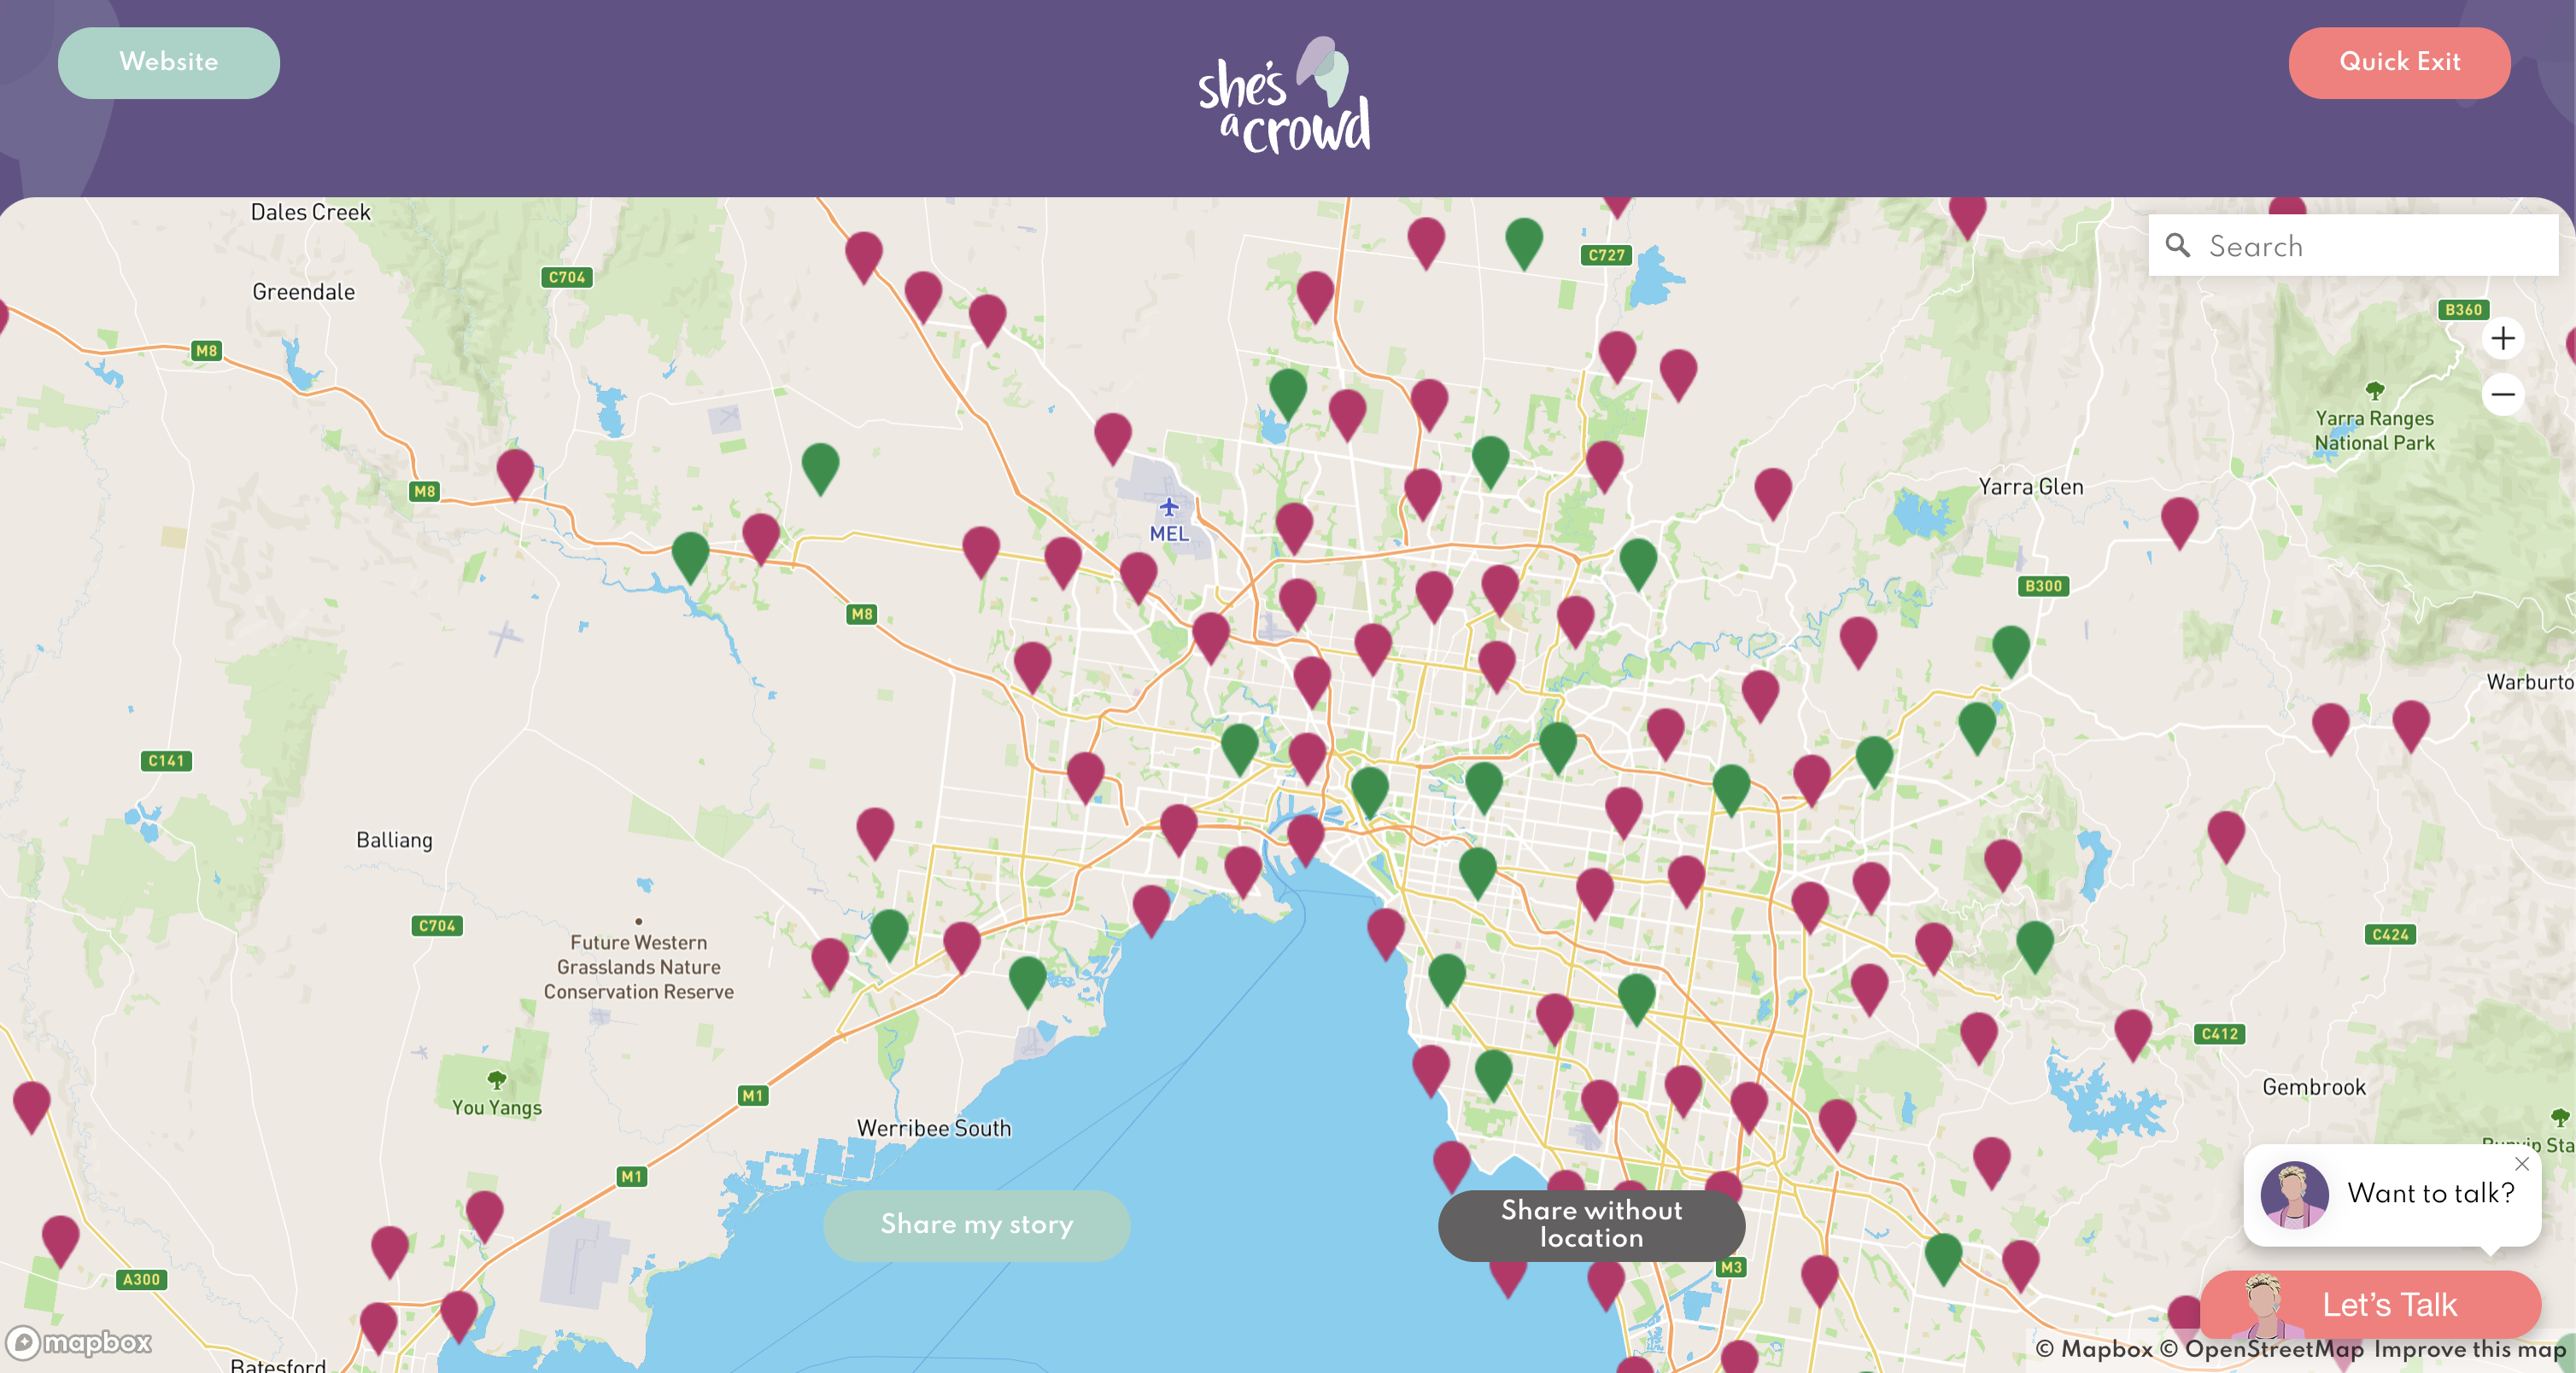 Website
she's
a crowd
Quick Exit
Dales Creek
C704
C727
Search
Greendale
B360
M8
+
−
Yarra Ranges
National Park
M8
Yarra Glen
MEL
B300
M8
Warburto
C141
Balliang
C704
C424
Future Western
Grasslands Nature
Conservation Reserve
C412
You Yangs
M1
Gembrook
Werribee South
M1
Want to talk?
Share my story
Share without
location
M3
A300
Let's Talk
mapbox
© Mapbox © OpenStreetMap Improve this map
Batesford